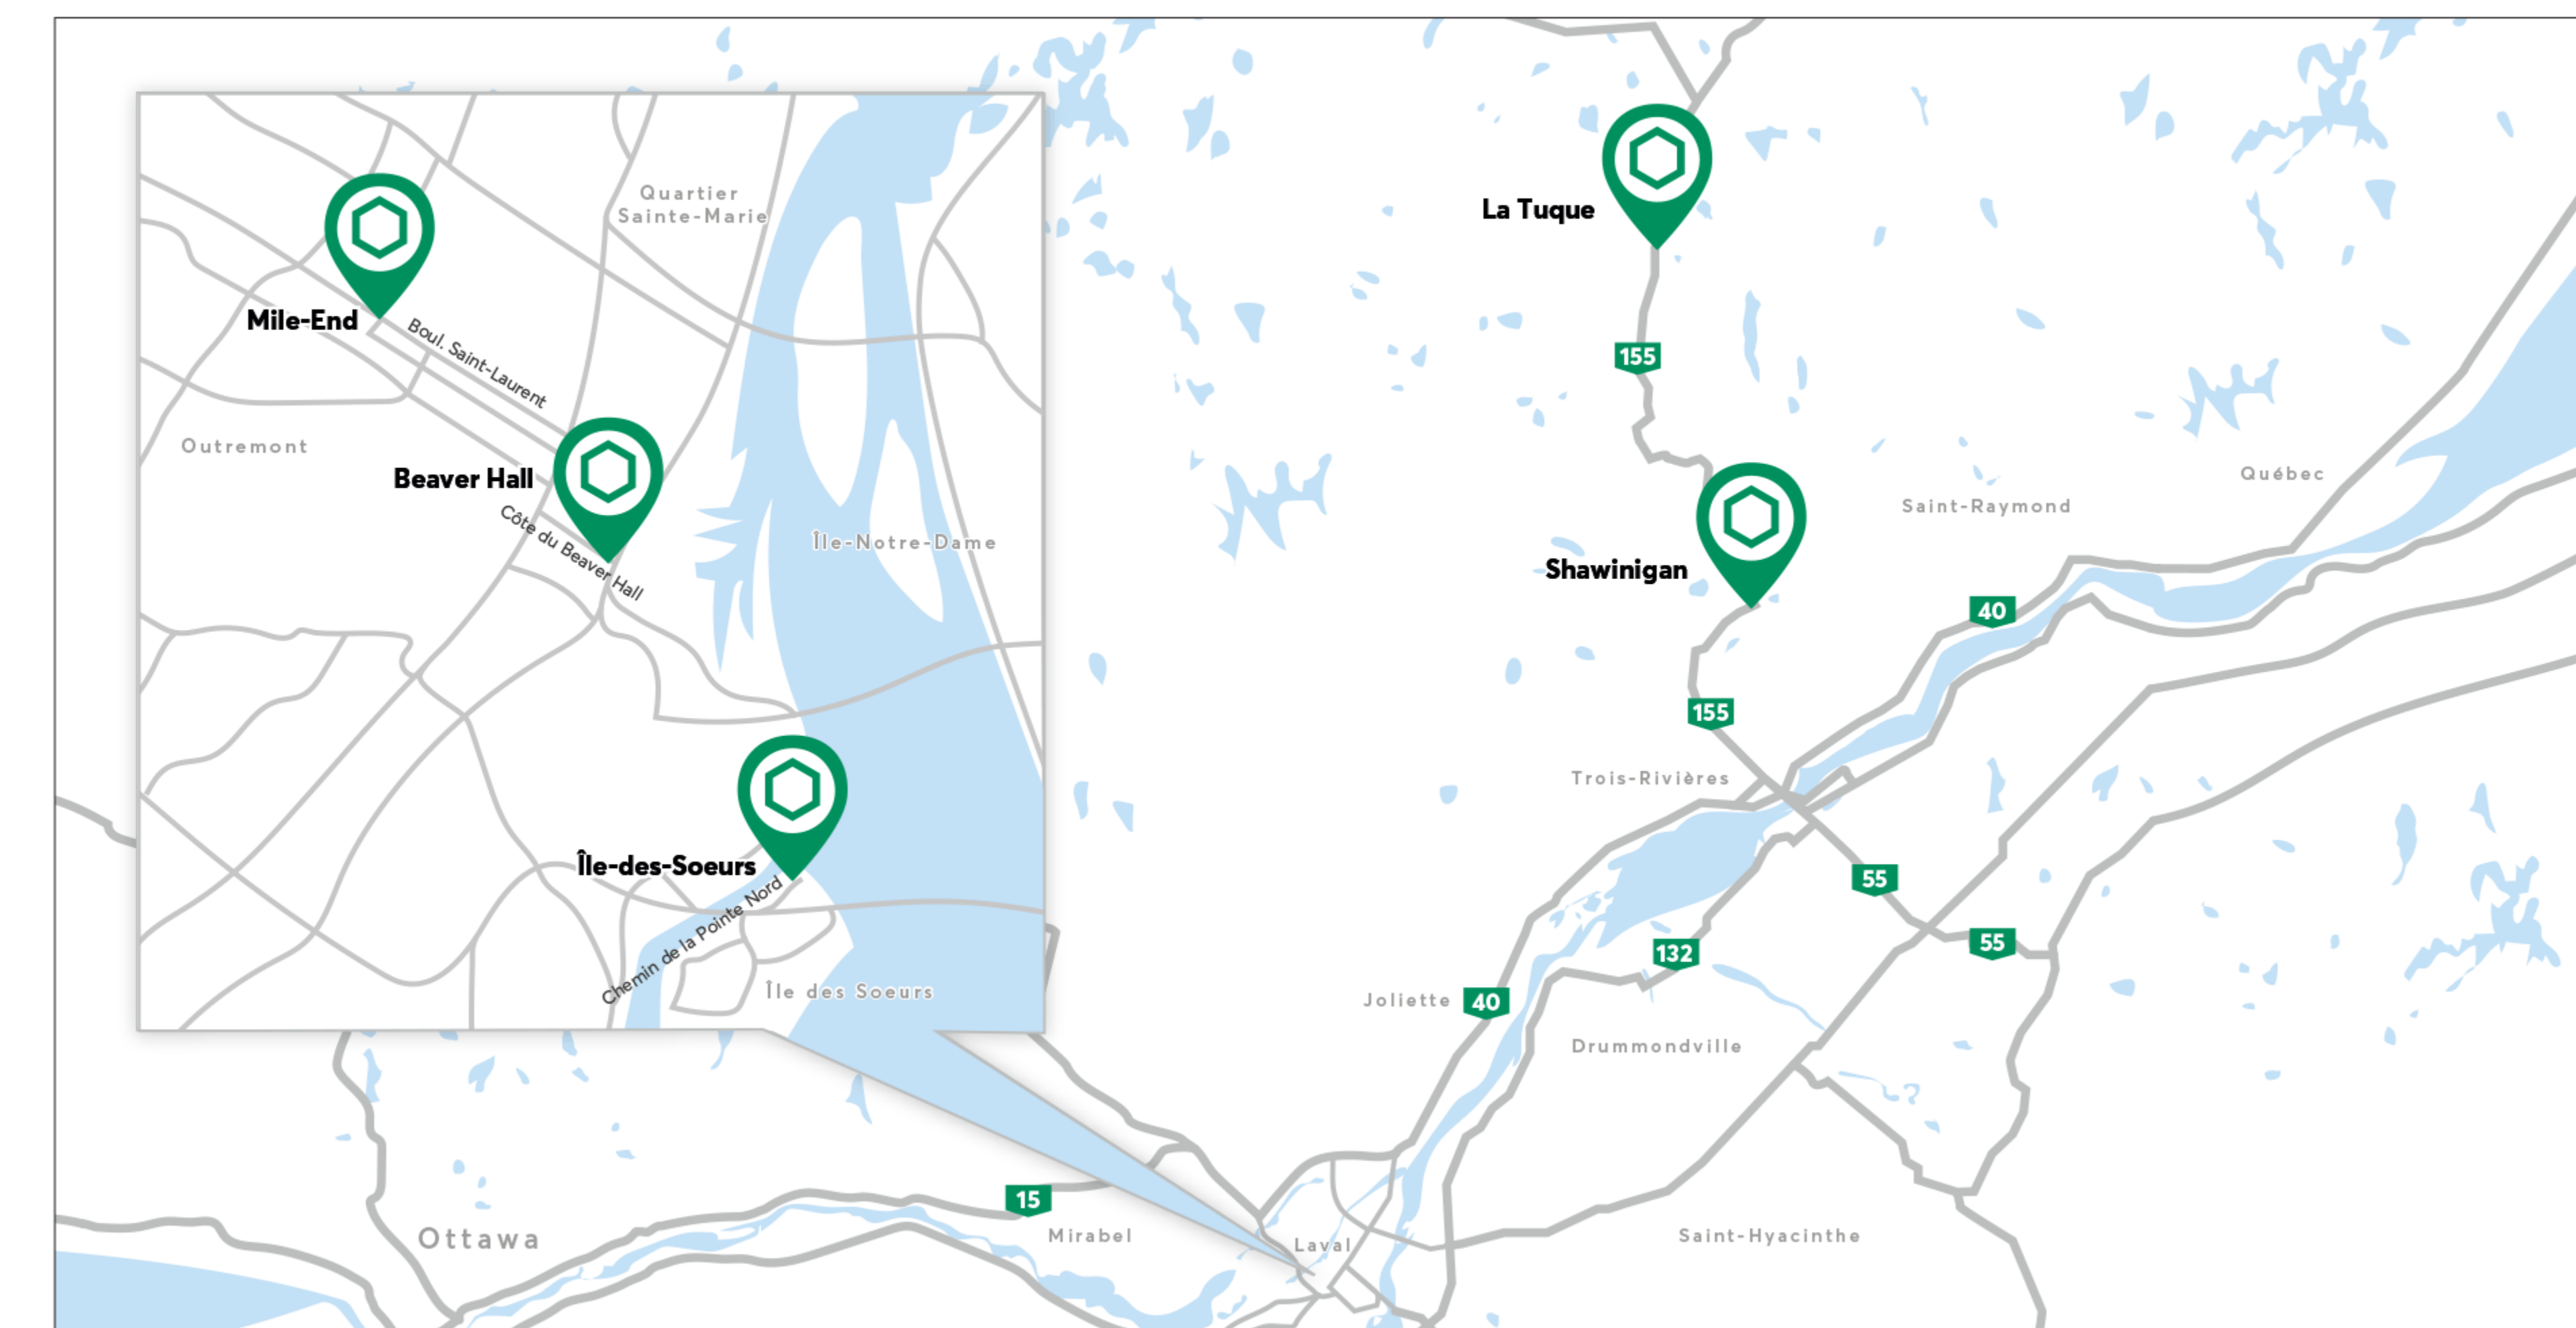 Quartier
Sainte-Marie
Mile-End
Boul. Saint-Laurent
Outremont
Beaver Hall
Côte du Beaver Hall
Île-Notre-Dame
Île-des-Soeurs
Chemin de la Pointe Nord
Île des Soeurs
La Tuque
155
Québec
Saint-Raymond
Shawinigan
40
155
Trois-Rivières
55
55
132
Joliette
40
Drummondville
15
Ottawa
Mirabel
Laval
Saint-Hyacinthe